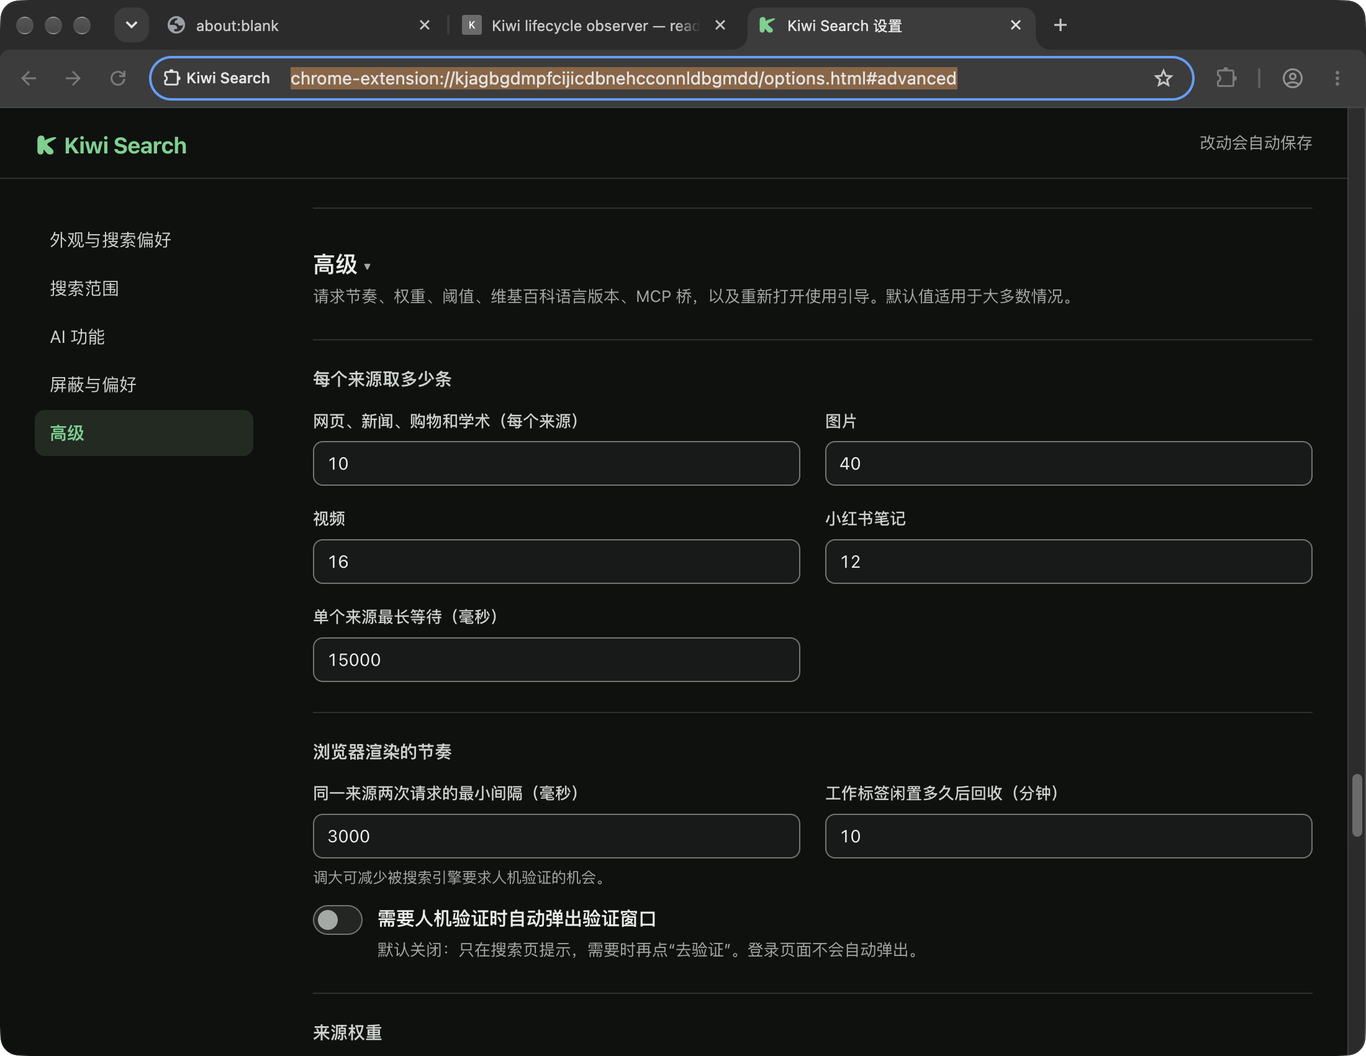 about:blank
Kiwi lifecycle observer — read
Kiwi Search 设置
Kiwi Search
chrome-extension://kjagbgdmpfcijicdbnehcconnldbgmdd/options.html#advanced
Kiwi Search
改动会自动保存
外观与搜索偏好
搜索范围
AI 功能
屏蔽与偏好
高级
高级
请求节奏、权重、阈值、维基百科语言版本、MCP 桥，以及重新打开使用引导。默认值适用于大多数情况。
每个来源取多少条
网页、新闻、购物和学术（每个来源）
图片
10
40
视频
小红书笔记
16
12
单个来源最长等待（毫秒）
15000
浏览器渲染的节奏
同一来源两次请求的最小间隔（毫秒）
工作标签闲置多久后回收（分钟）
3000
10
调大可减少被搜索引擎要求人机验证的机会。
需要人机验证时自动弹出验证窗口
默认关闭：只在搜索页提示，需要时再点“去验证”。登录页面不会自动弹出。
来源权重